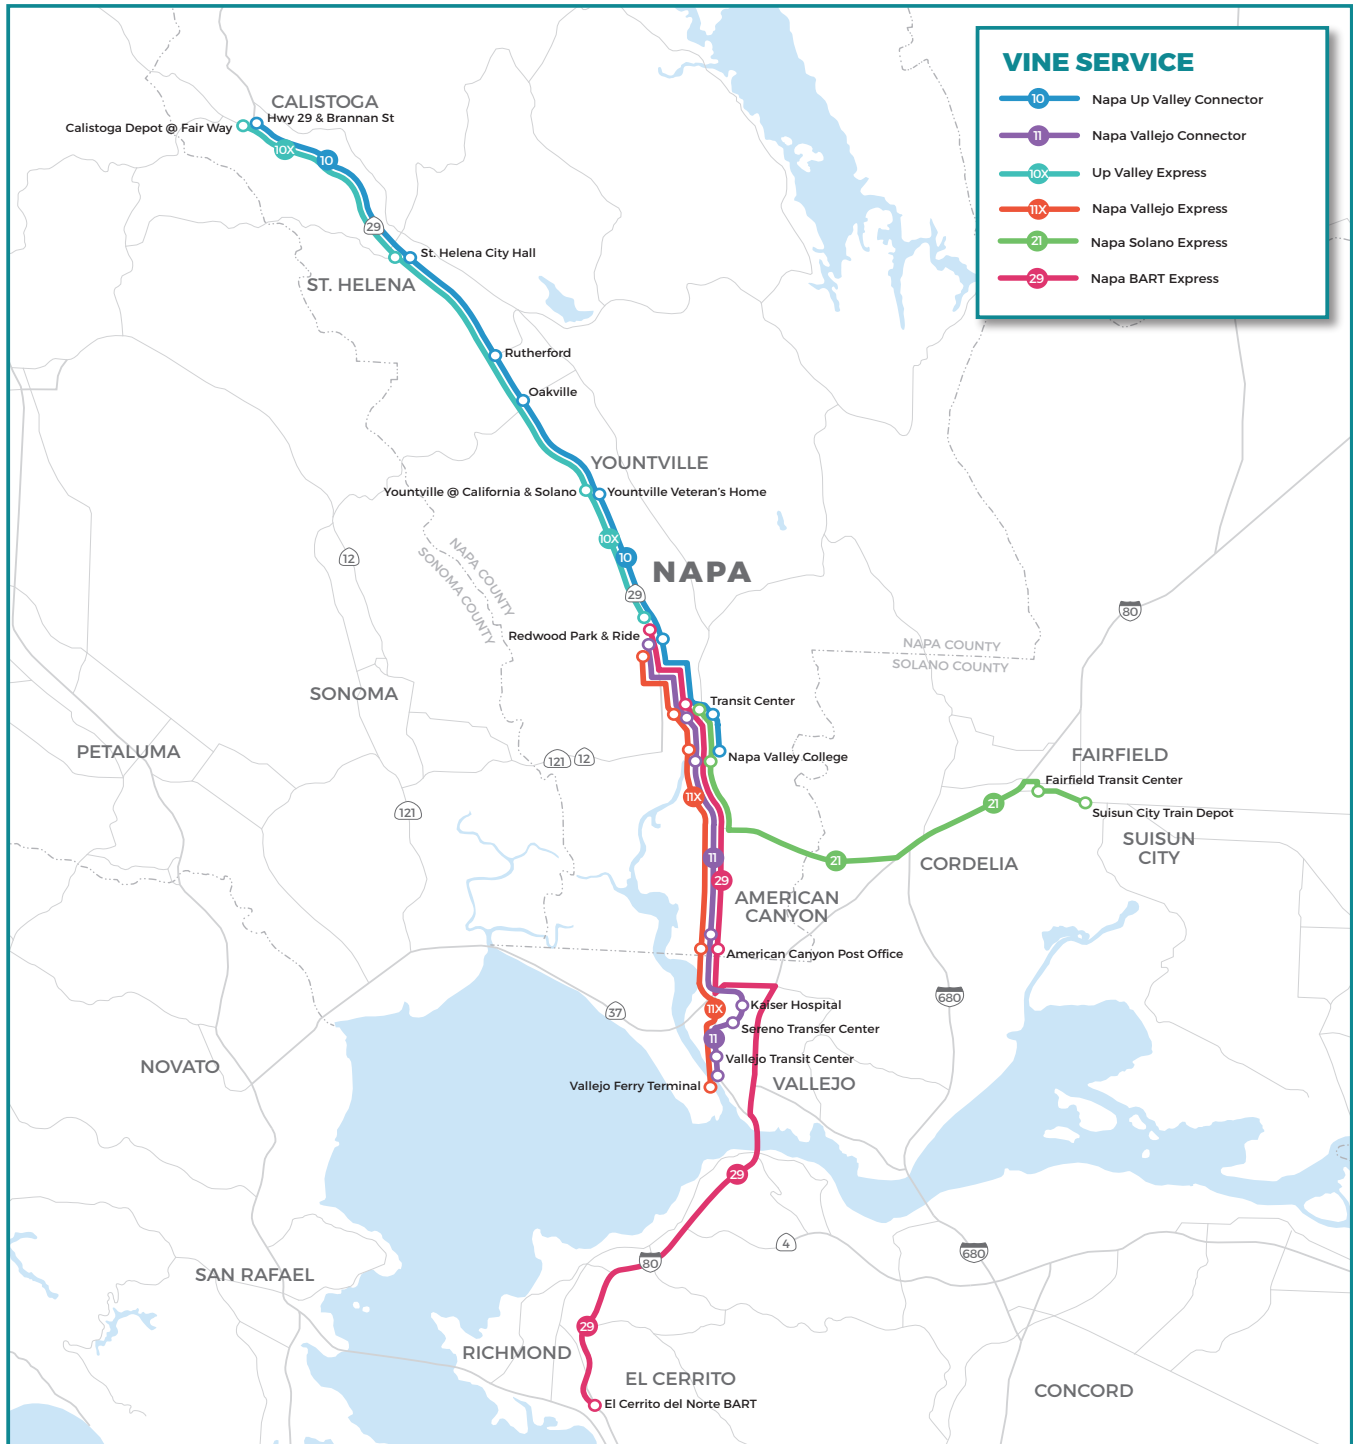 VINE SERVICE
10 Napa Up Valley Connector
11 Napa Vallejo Connector
10X Up Valley Express
11X Napa Vallejo Express
21 Napa Solano Express
29 Napa BART Express
CALISTOGA
Hwy 29 & Brannan St
Calistoga Depot @ Fair Way
10X
10
29
St. Helena City Hall
ST. HELENA
Rutherford
Oakville
YOUNTVILLE
Yountville @ California & Solano
Yountville Veteran's Home
10X
10
12
NAPA COUNTY
SONOMA COUNTY
NAPA
29
80
Redwood Park & Ride
NAPA COUNTY
SOLANO COUNTY
SONOMA
Transit Center
PETALUMA
121
12
Napa Valley College
FAIRFIELD
Fairfield Transit Center
11X
21
121
Suisun City Train Depot
SUISUN
CITY
11
21
CORDELIA
29
AMERICAN
CANYON
American Canyon Post Office
680
37
11X
Kaiser Hospital
Sereno Transfer Center
11
Vallejo Transit Center
NOVATO
Vallejo Ferry Terminal
VALLEJO
29
4
680
80
SAN RAFAEL
29
RICHMOND
EL CERRITO
CONCORD
El Cerrito del Norte BART